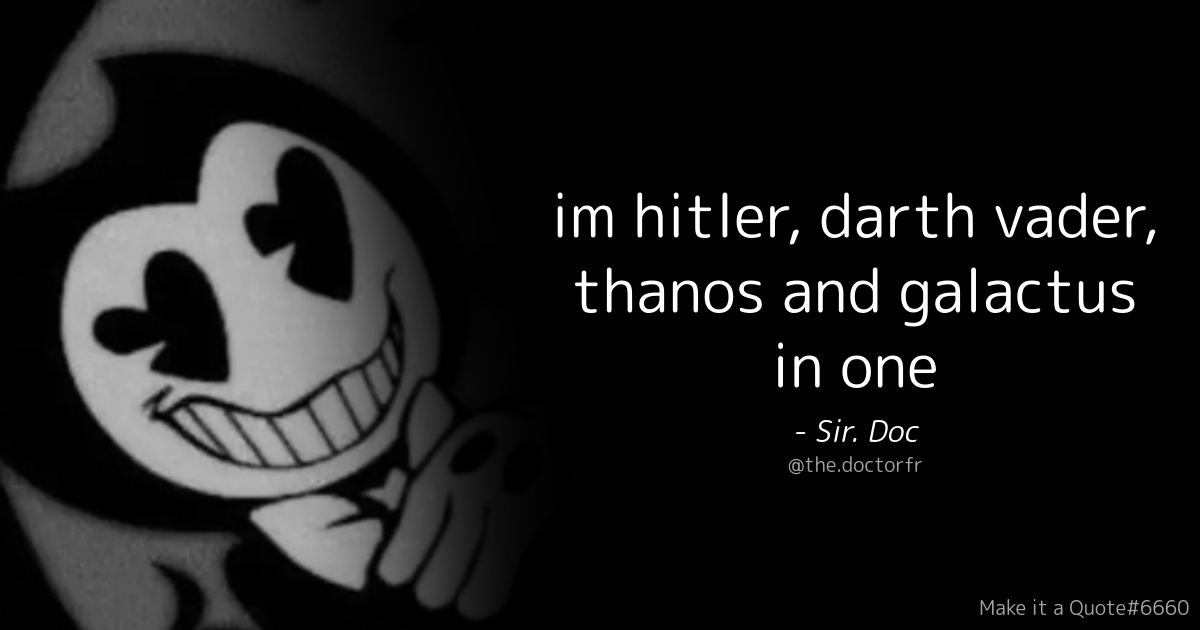 im hitler, darth vader,
thanos and galactus
in one
- Sir. Doc
@the.doctorfr
Make it a Quote#6660